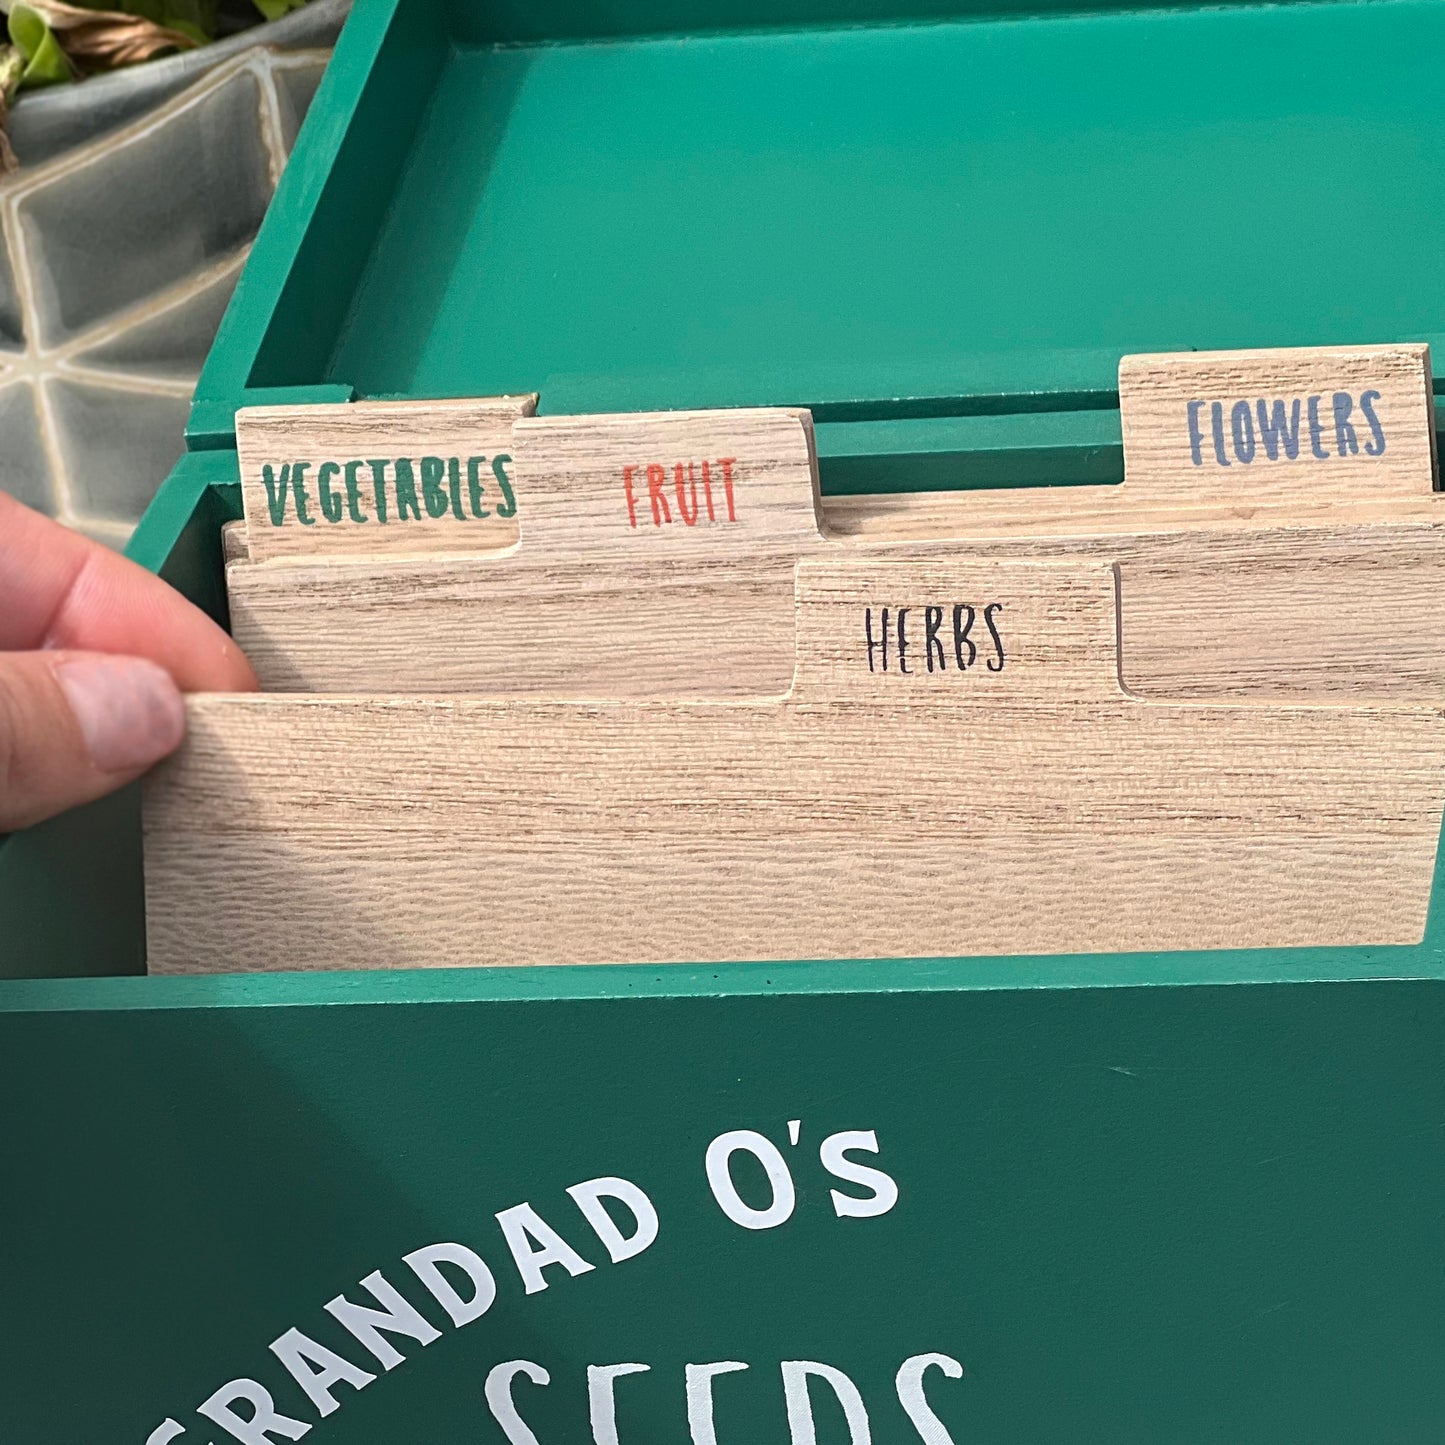 VEGETABLES
FRUIT
FLOWERS
HERBS
GRANDAD O's
SEEDS